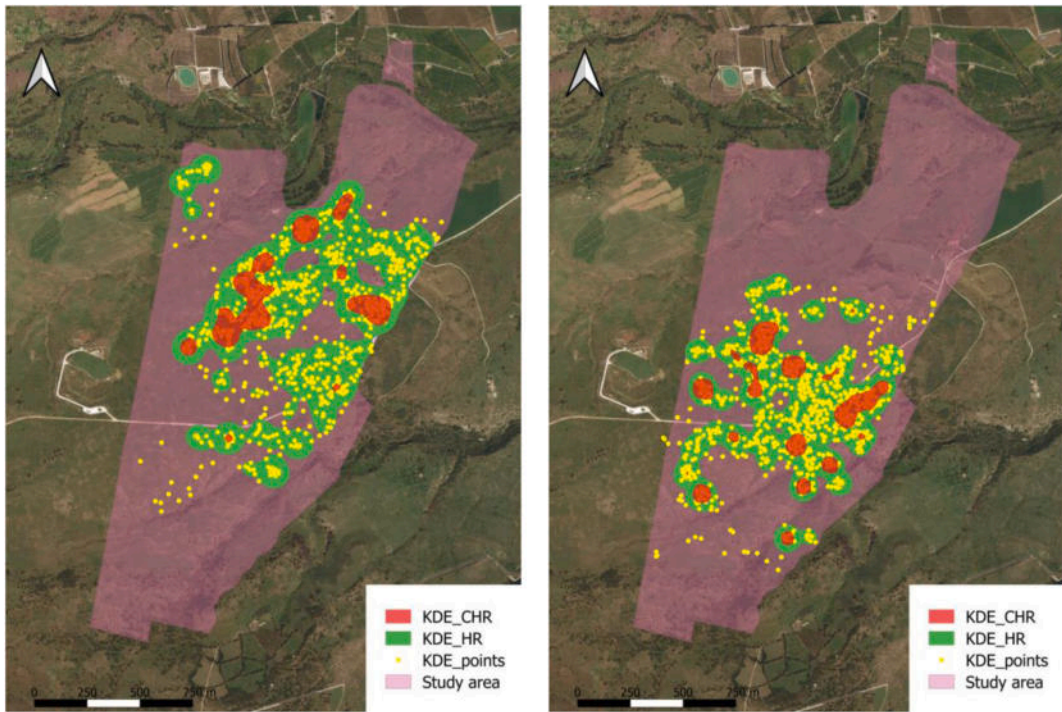 KDE_CHR
KDE_HR
KDE_points
Study area
0 250 500 750 m
KDE_CHR
KDE_HR
KDE_points
Study area
0 250 500 750 m